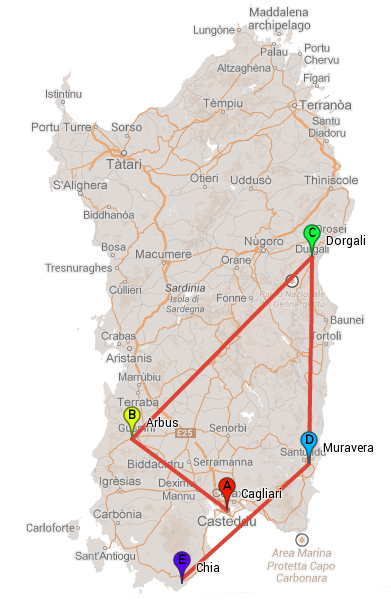 Maddalena
archipelago
Lungòne
Palau
Portu
Chervu
Altzaghèna
Figari
Istintinu
Tèmpiu
Terranòa
Santu
Diadoru
Portu Turre
Sorso
Tàtari
Otieri
Uddusò
Thiniscole
S'Alighera
Biddhanòa
C
Dorgali
Durgali
Bosa
Macumere
Nùgoro
Orane
Tresnuraghes
Sardinia
Isola di
Sardegna
Cùllieri
Fonne
Crabas
Aristanis
Baunei
Tortolì
Marrùbiu
Terraba
B
Arbus
Guspini
E25
Senorbi
D
Muravera
Biddacidru
Serramanna
Igrèsias
Deximu
Mannu
A
Cagliari
Carbònia
Casteddu
Carloforte
Sant'Antiogu
E
Chia
Area Marina
Protetta Capo
Carbonara